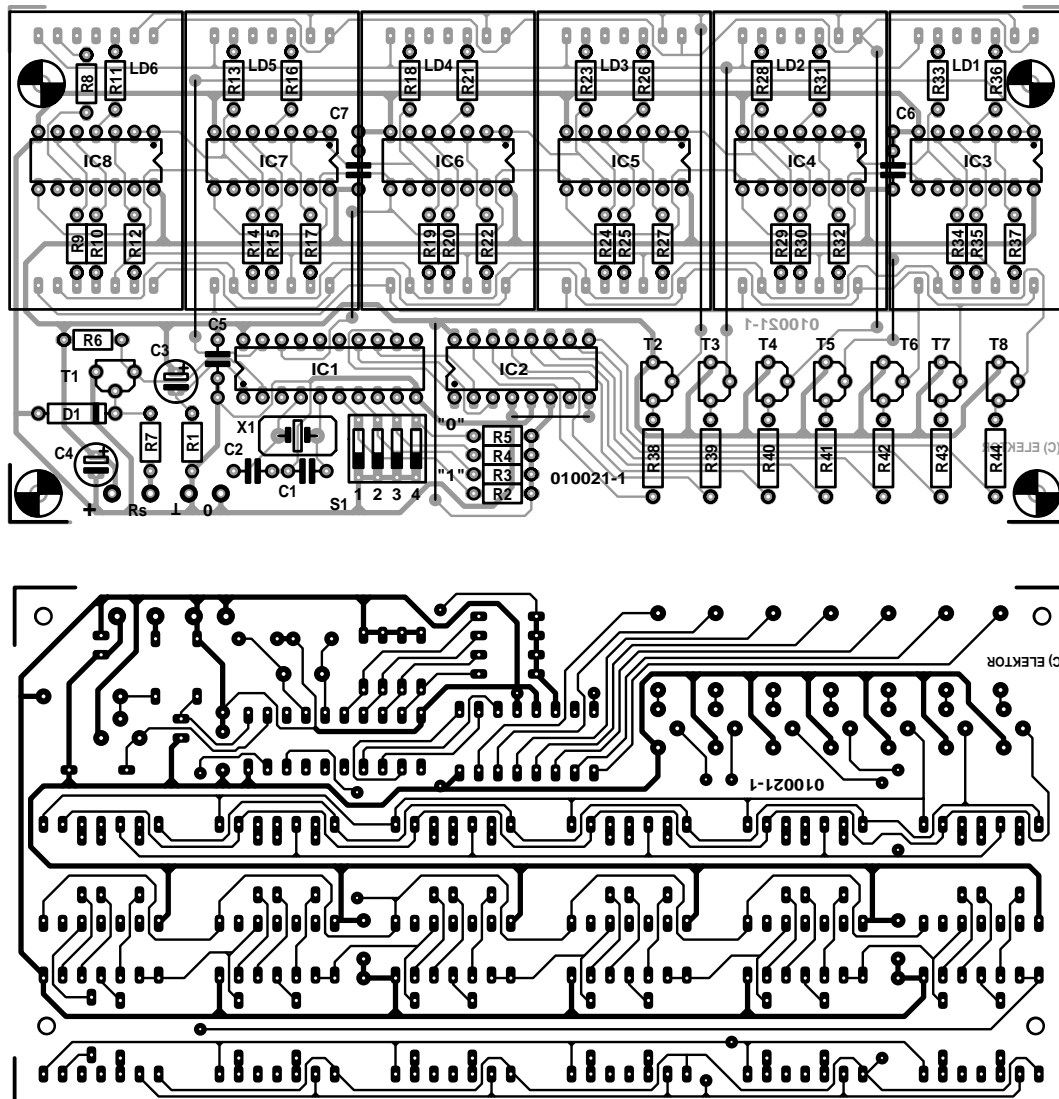 R8 R11 LD6 R13 LD5 R16 R18 LD4 R21 R23 LD3 R26 R28 LD2 R31 R33 LD1 R36
C7 C6
IC8 IC7 IC6 IC5 IC4 IC3
R9 R10 R12 R14 R15 R17 R19 R20 R22 R24 R25 R27 R29 R30 R32 R34 R35 R37
C5 010021-1
R6 C3 + T2 T3 T4 T5 T6 T7 T8
T1 IC1 IC2
D1
C4 R7 R1 X1 "0" R5 R38 R39 R40 R41 R42 R43 R44 (C) ELEKTOR
C2 R4
+ C1 "1" R3 010021-1
1 2 3 4 R2
+ Rs ⊥ 0 S1
(C) ELEKTOR
010021-1